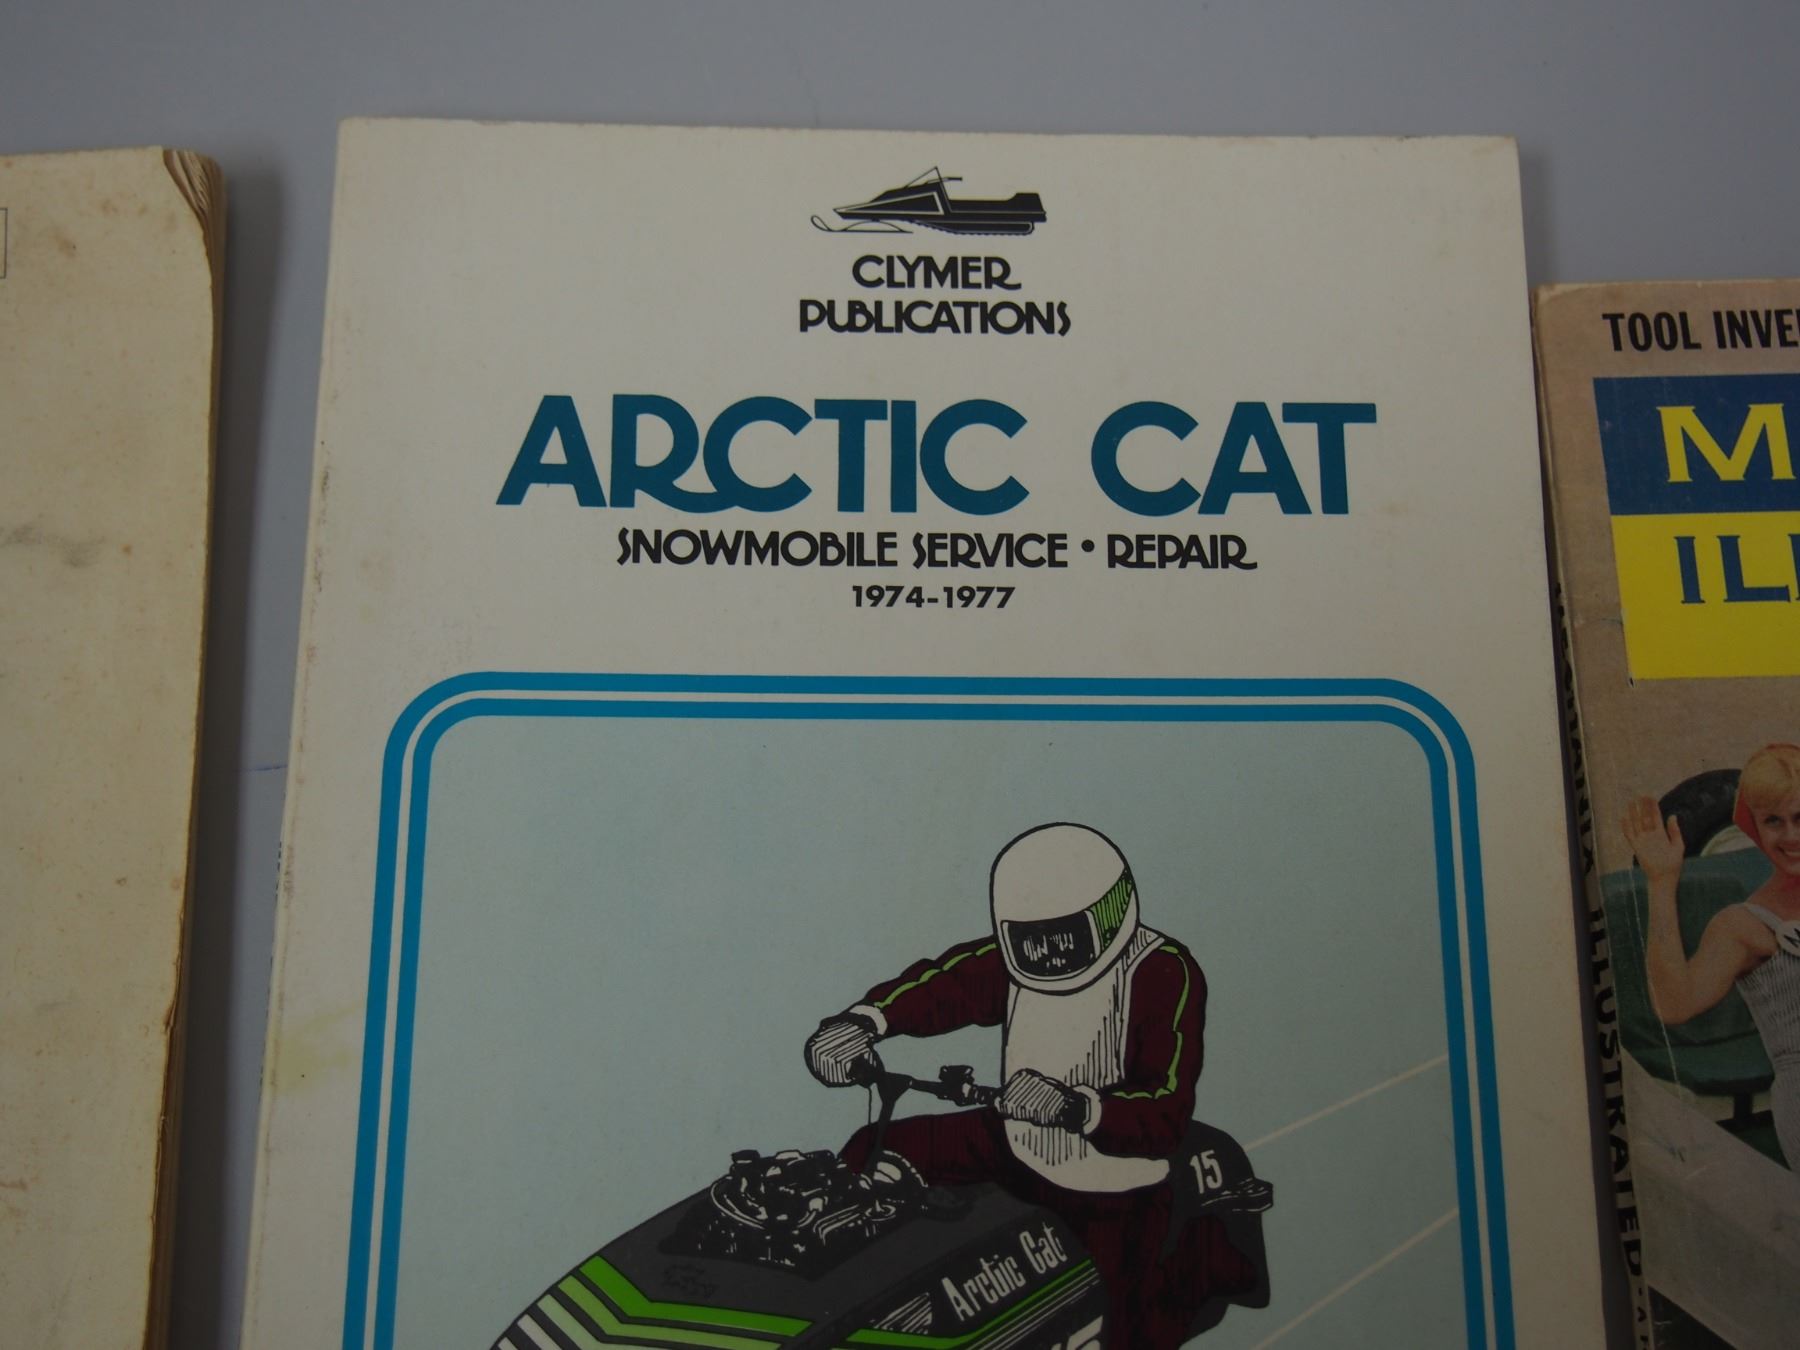 CLYMER
PUBLICATIONS
ARCTIC CAT
SNOWMOBILE SERVICE • REPAIR
1974-1977
15
Arctic Cat
TOOL INVE
M
IL